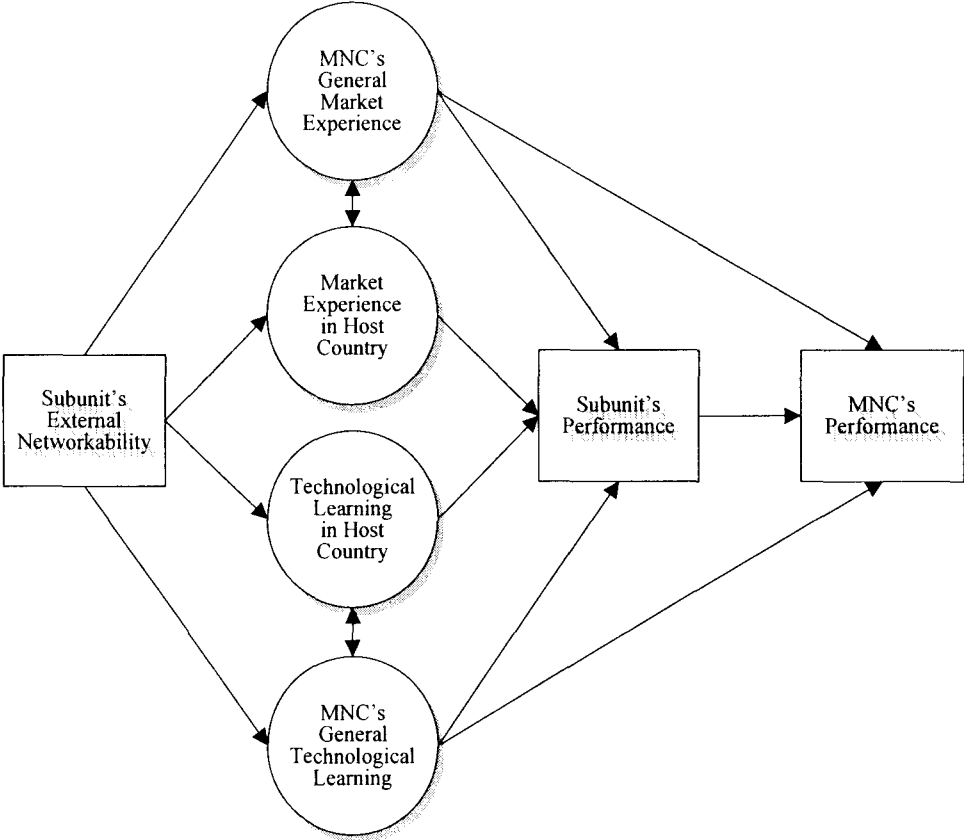 MNC's
General
Market
Experience
Market
Experience
in Host
Country
Subunit's
External
Networkability
Technological
Learning
in Host
Country
Subunit's
Performance
MNC's
Performance
MNC's
General
Technological
Learning